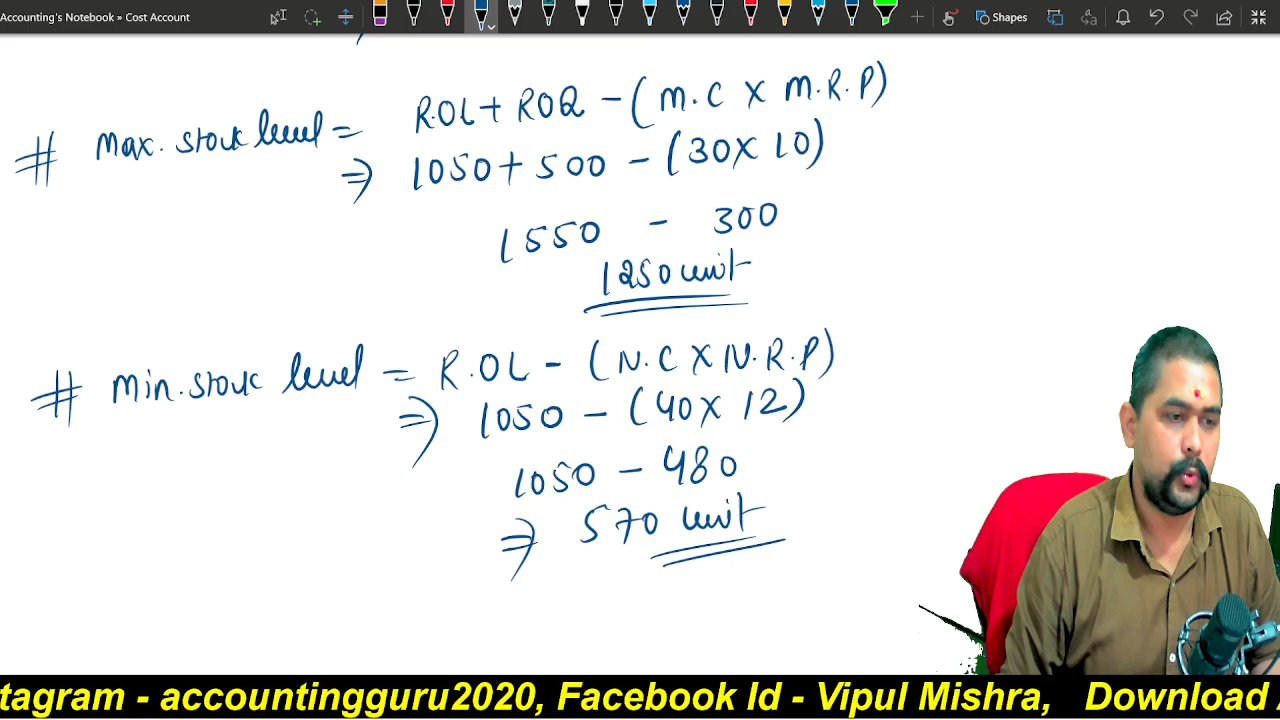 Accounting's Notebook » Cost Account
Shapes
# Max. stock level = R.OL + ROQ - (M.C X M.R.P)
⇒ 1050 + 500 - (30 X 10)
1550 - 300
1250 unit
# Min. stock level = R.OL - (N.C X N.R.P)
⇒ 1050 - (40 X 12)
1050 - 480
⇒ 570 unit
tagram - accountingguru2020, Facebook Id - Vipul Mishra, Download